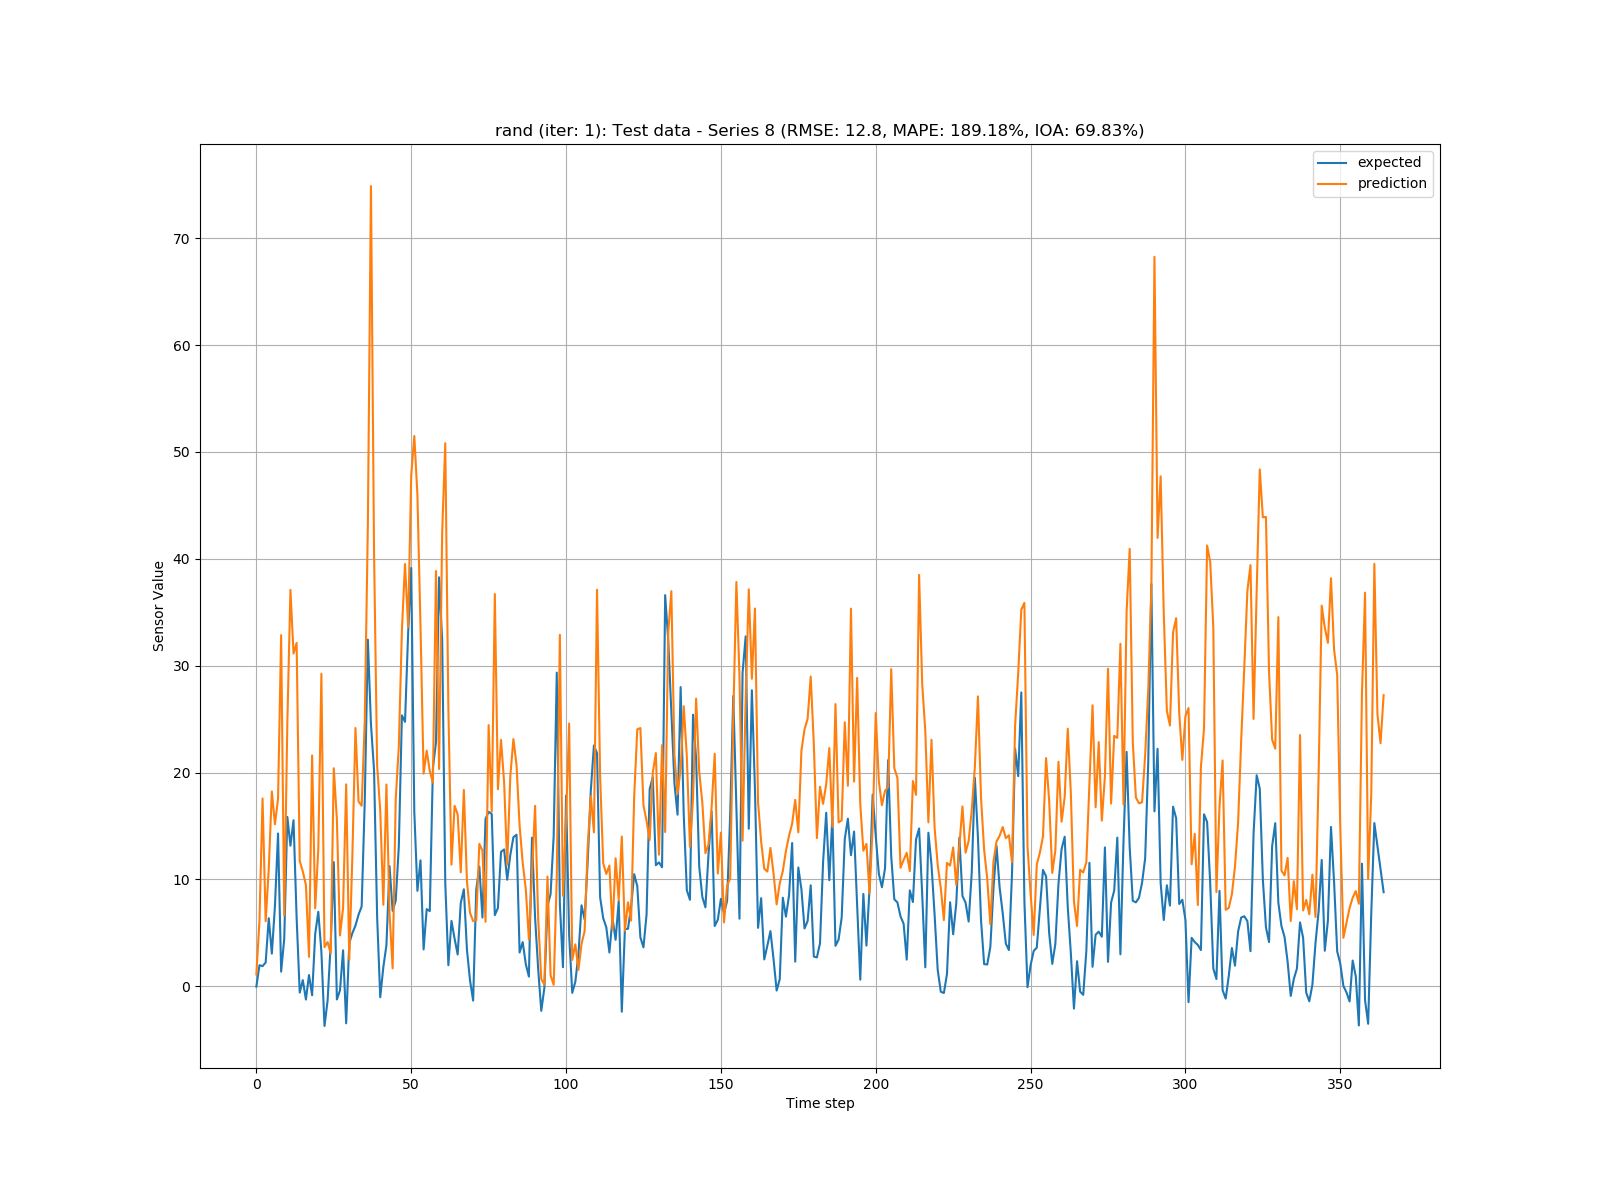 rand (iter: 1): Test data - Series 8 (RMSE: 12.8, MAPE: 189.18%, IOA: 69.83%)
expected
prediction
70
60
50
40
30
20
10
0
Sensor Value
0 50 100 150 200 250 300 350
Time step